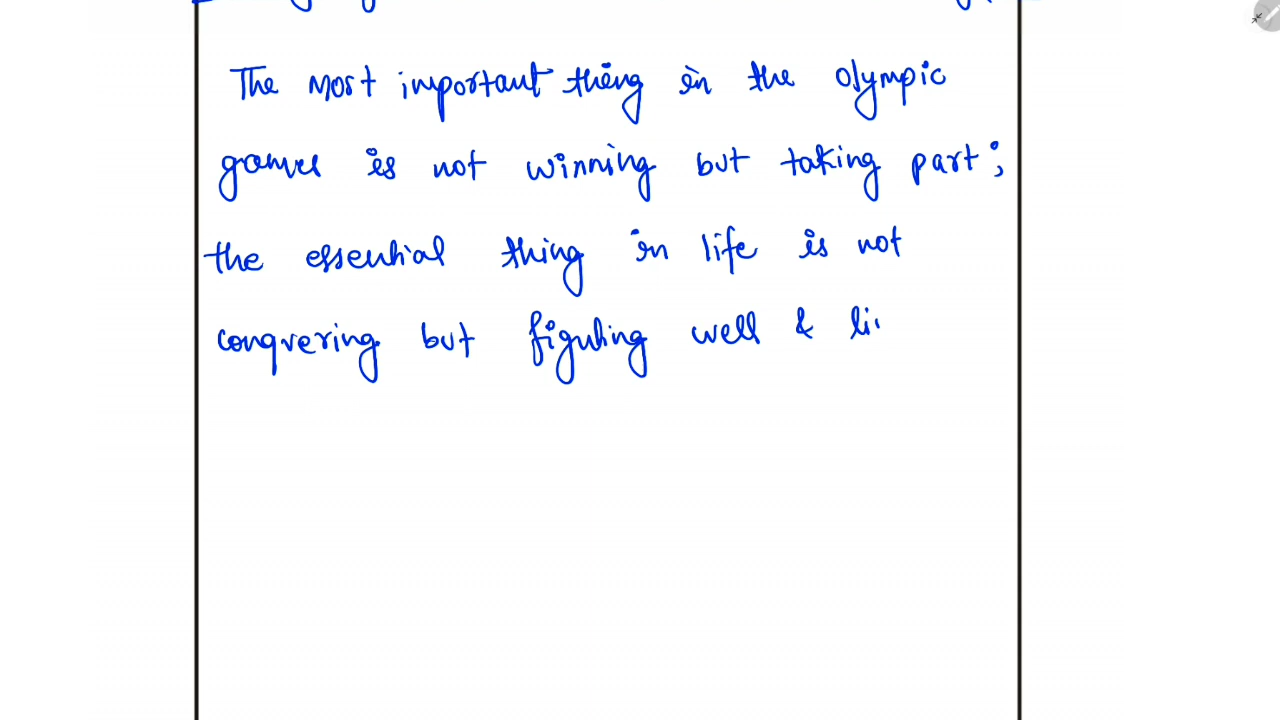 The most important thing in the olympic
games is not winning but taking part;
the essential thing in life is not
conquering but fighting well & li